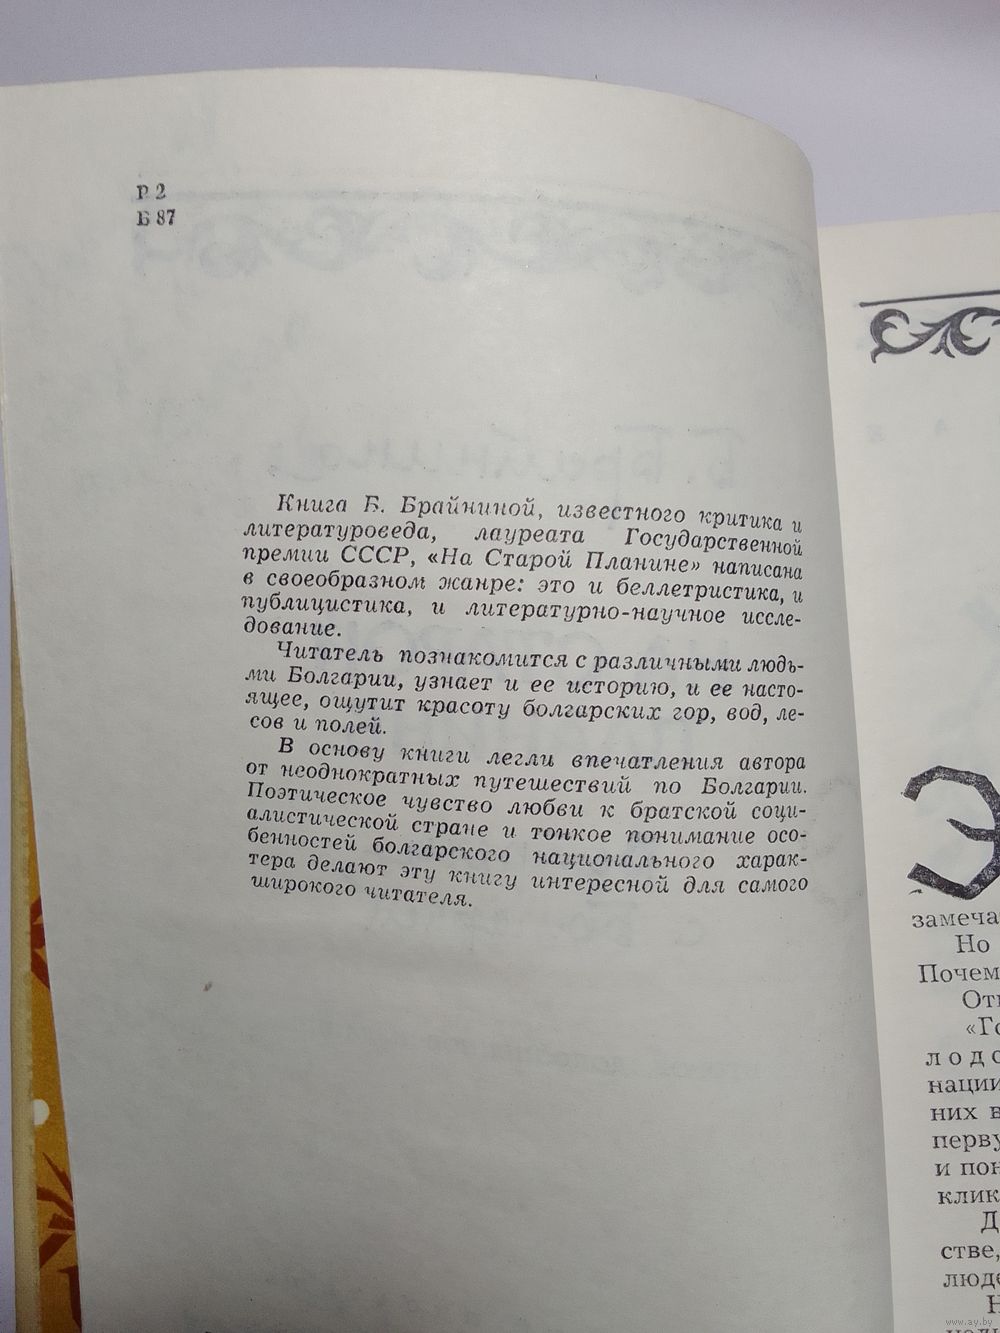 Р 2
Б 87
Книга Б. Брайниной, известного критика и
литературоведа, лауреата Государственной
премии СССР, «На Старой Планине» написана
в своеобразном жанре: это и беллетристика, и
публицистика, и литературно-научное иссле-
дование.
Читатель познакомится с различными людь-
ми Болгарии, узнает и ее историю, и ее насто-
ящее, ощутит красоту болгарских гор, вод, ле-
сов и полей.
В основу книги легли впечатления автора
от неоднократных путешествий по Болгарии.
Поэтическое чувство любви к братской соци-
алистической стране и тонкое понимание осо-
бенностей болгарского национального харак-
тера делают эту книгу интересной для самого
широкого читателя.
Э
замеча
Но
Почем
От
«Го
лодс
нации
них в
перву
и пон
клик
Д
стве,
люде
Н
www.ay.by